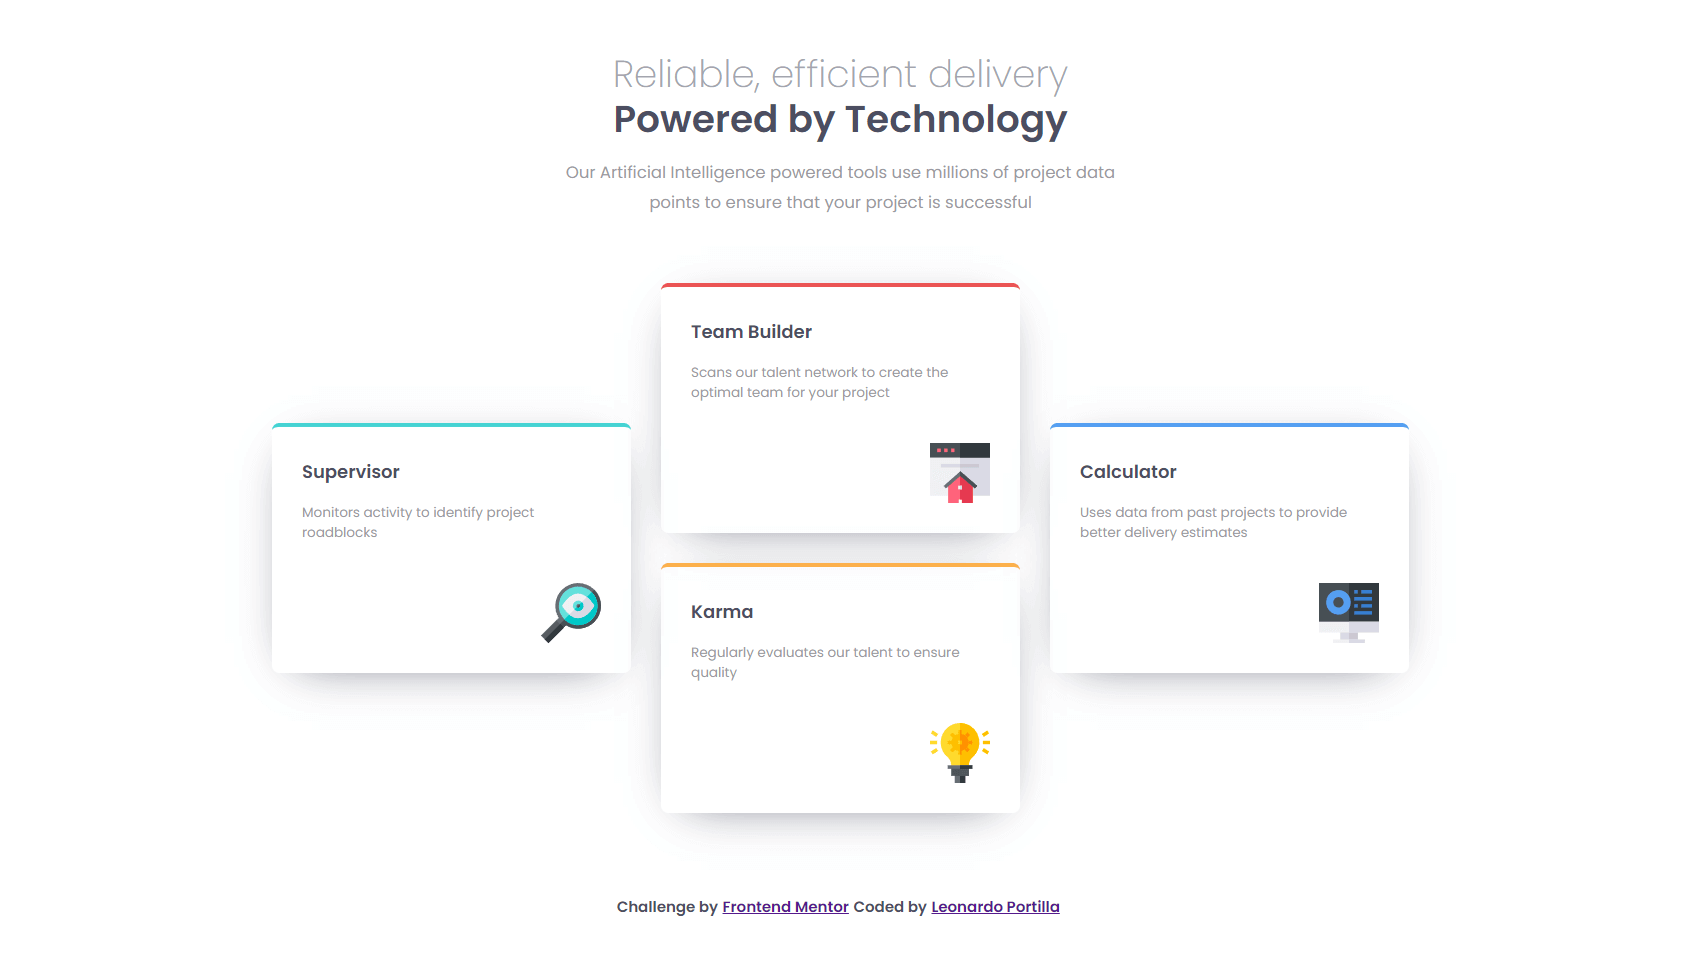 Reliable, efficient delivery
Powered by Technology
Our Artificial Intelligence powered tools use millions of project data
points to ensure that your project is successful
Team Builder
Scans our talent network to create the
optimal team for your project
Supervisor
Monitors activity to identify project
roadblocks
Calculator
Uses data from past projects to provide
better delivery estimates
Karma
Regularly evaluates our talent to ensure
quality
Challenge by Frontend Mentor Coded by Leonardo Portilla